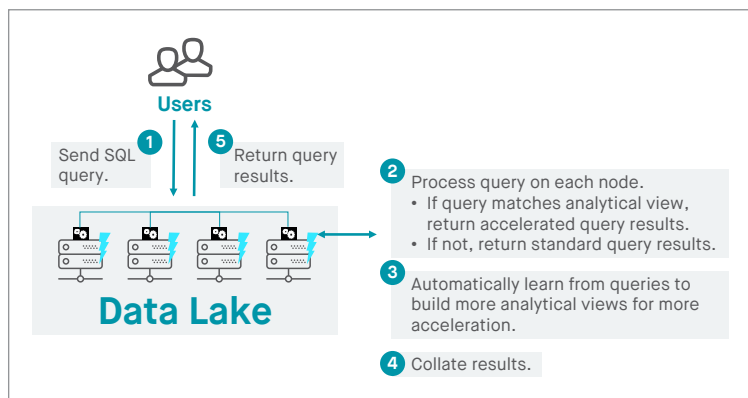 Users
1
Send SQL
query.
5
Return query
results.
Data Lake
2
Process query on each node.
• If query matches analytical view,
return accelerated query results.
• If not, return standard query results.
3
Automatically learn from queries to
build more analytical views for more
acceleration.
4
Collate results.